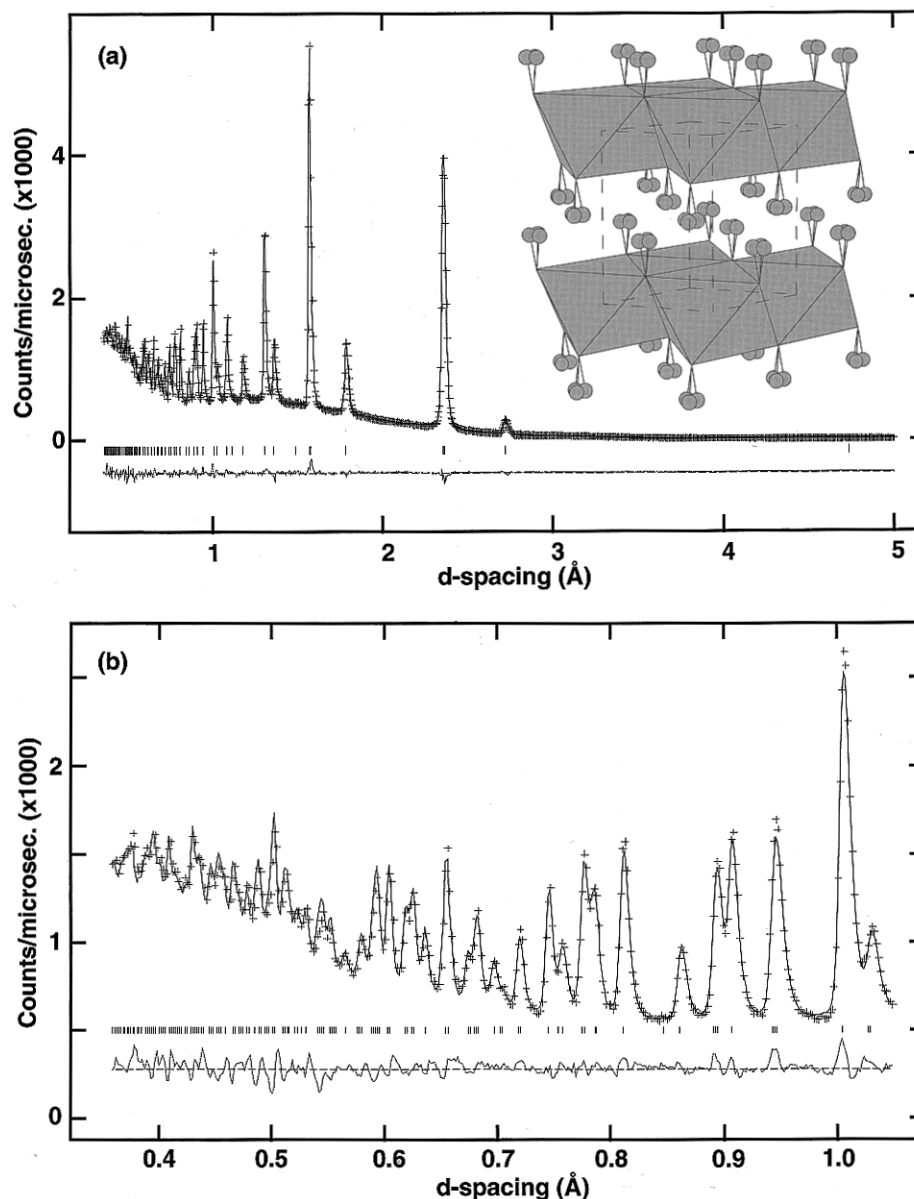 (a)
Counts/microsec. (x1000)
4
2
0
1 2 3 4 5
d-spacing (Å)
(b)
Counts/microsec. (x1000)
2
1
0
0.4 0.5 0.6 0.7 0.8 0.9 1.0
d-spacing (Å)